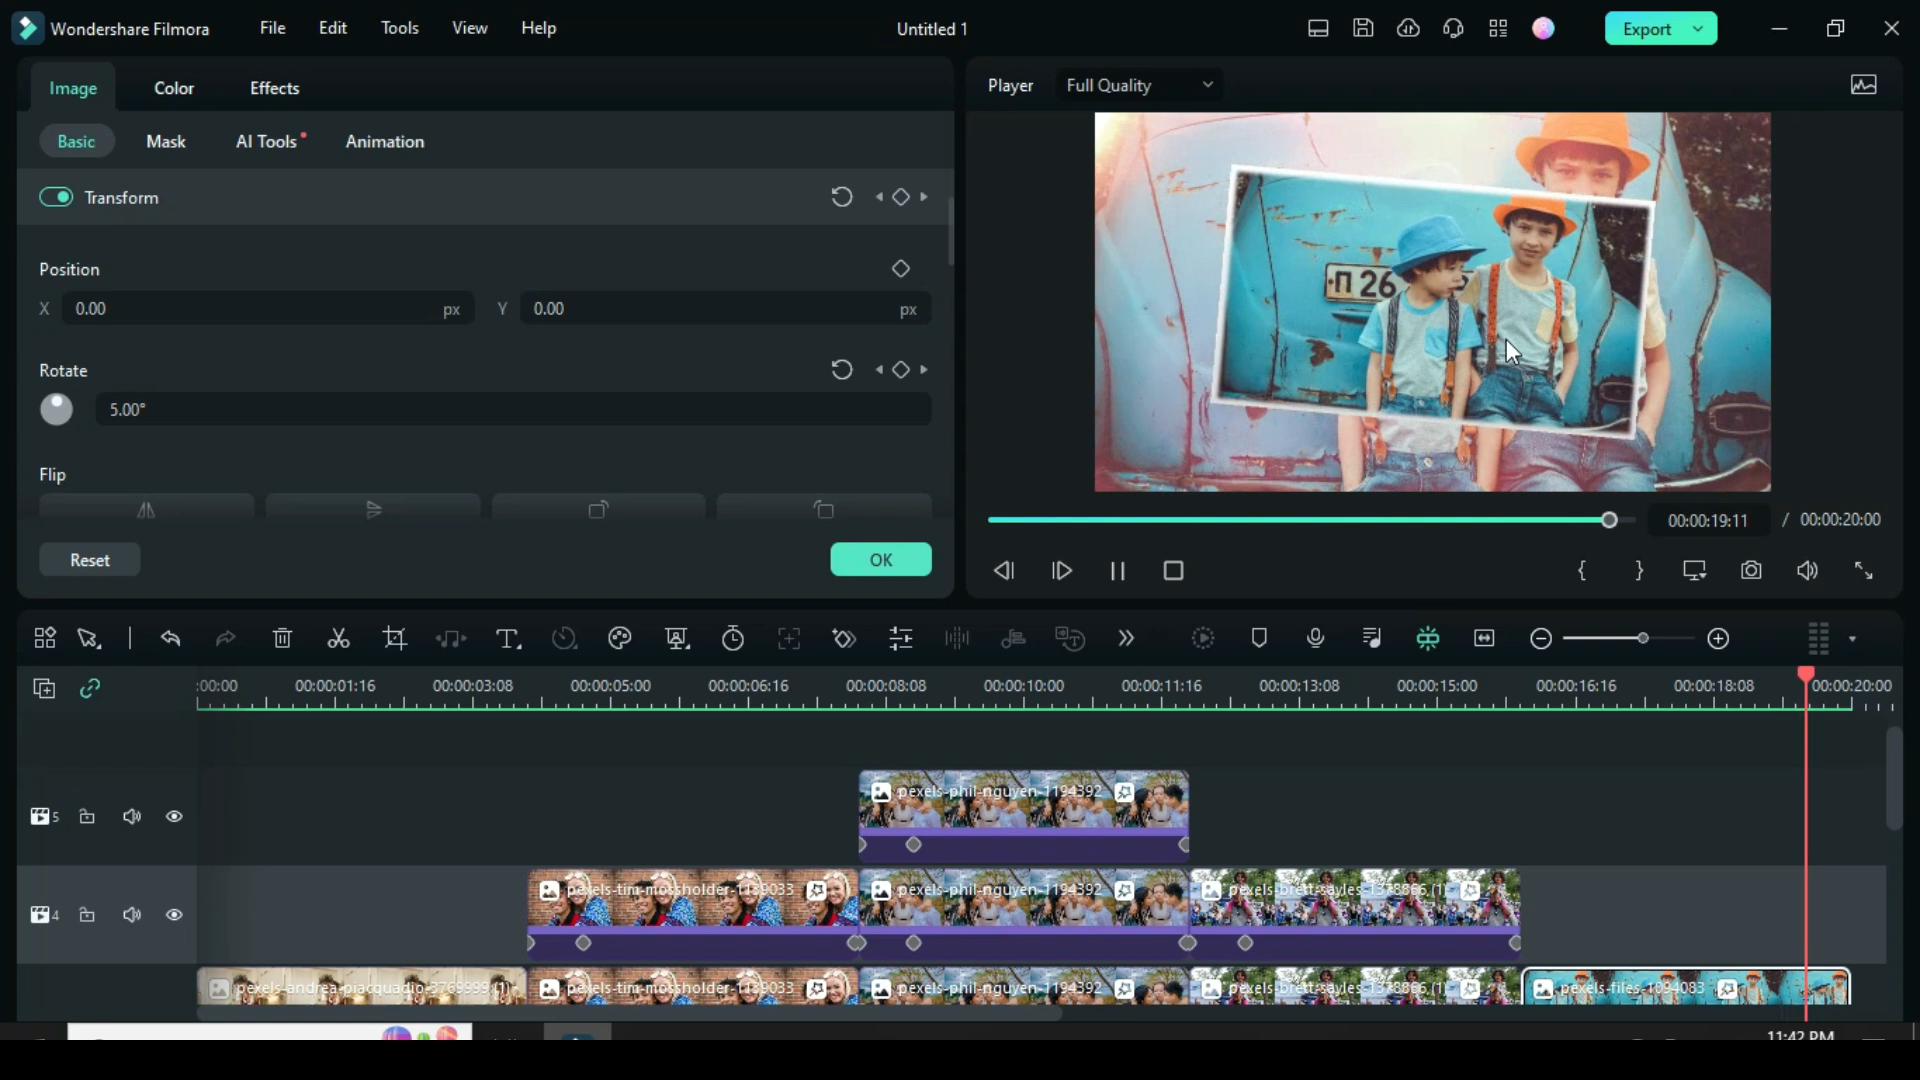 Wondershare Filmora File Edit Tools View Help Untitled 1 Export
Image Color Effects
Player Full Quality
Basic Mask AI Tools Animation
Transform
Position
X 0.00 px Y 0.00 px
Rotate
5.00°
Flip
Reset OK
П 26
00:00:19:11 / 00:00:20:00
:00:00 00:00:01:16 00:00:03:08 00:00:05:00 00:00:06:16 00:00:08:08 00:00:10:00 00:00:11:16 00:00:13:08 00:00:15:00 00:00:16:16 00:00:18:08 00:00:20:00
5 pexels-phil-nguyen-1194392
4 pexels-tim-mossholder-1139033 pexels-phil-nguyen-1194392 pexels-brett-sayles-1378866 (1)
pexels-andrea-piacquadio-3769999 (1) pexels-tim-mossholder-1139033 pexels-phil-nguyen-1194392 pexels-brett-sayles-1378866 (1) pexels-files-1094083
11:42 PM